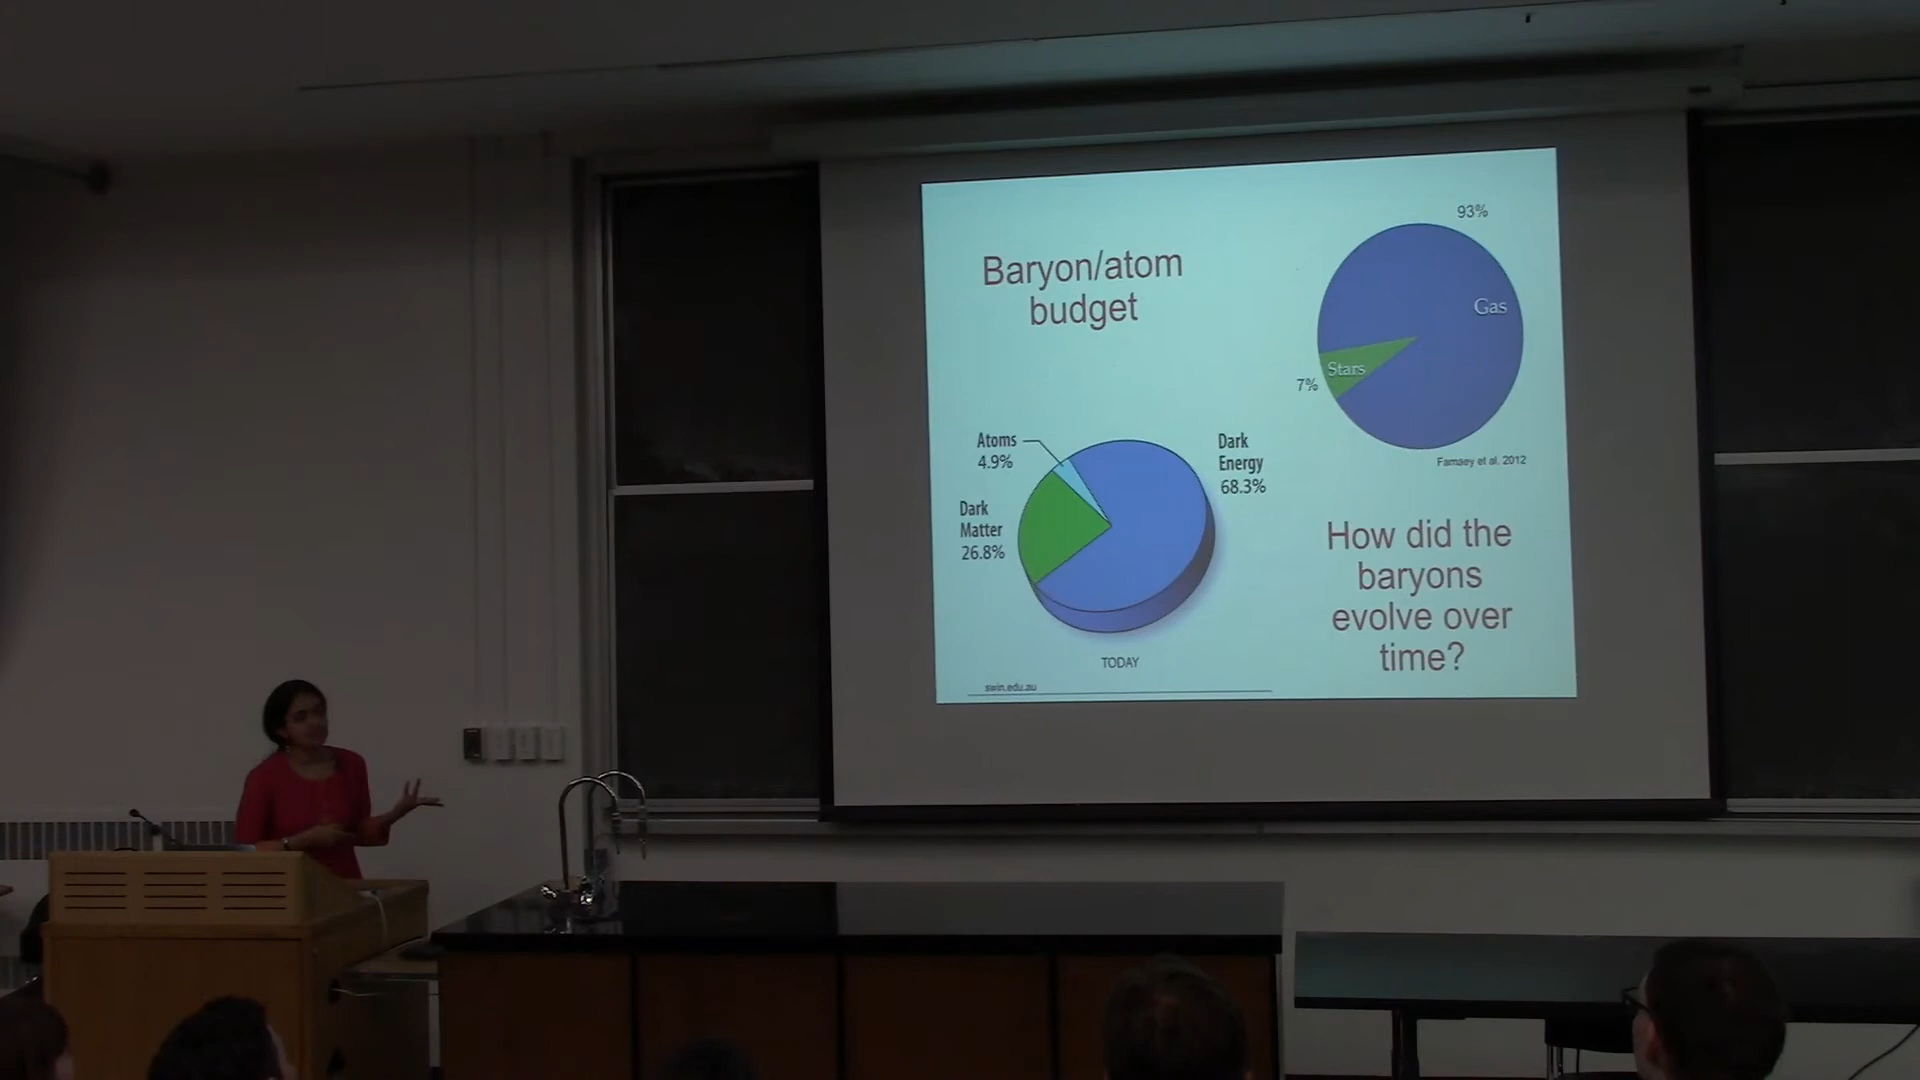 Baryon/atom
budget
93%
Gas
Stars
7%
Famaey et al. 2012
Atoms
4.9%
Dark
Energy
68.3%
Dark
Matter
26.8%
TODAY
swin.edu.au
How did the
baryons
evolve over
time?